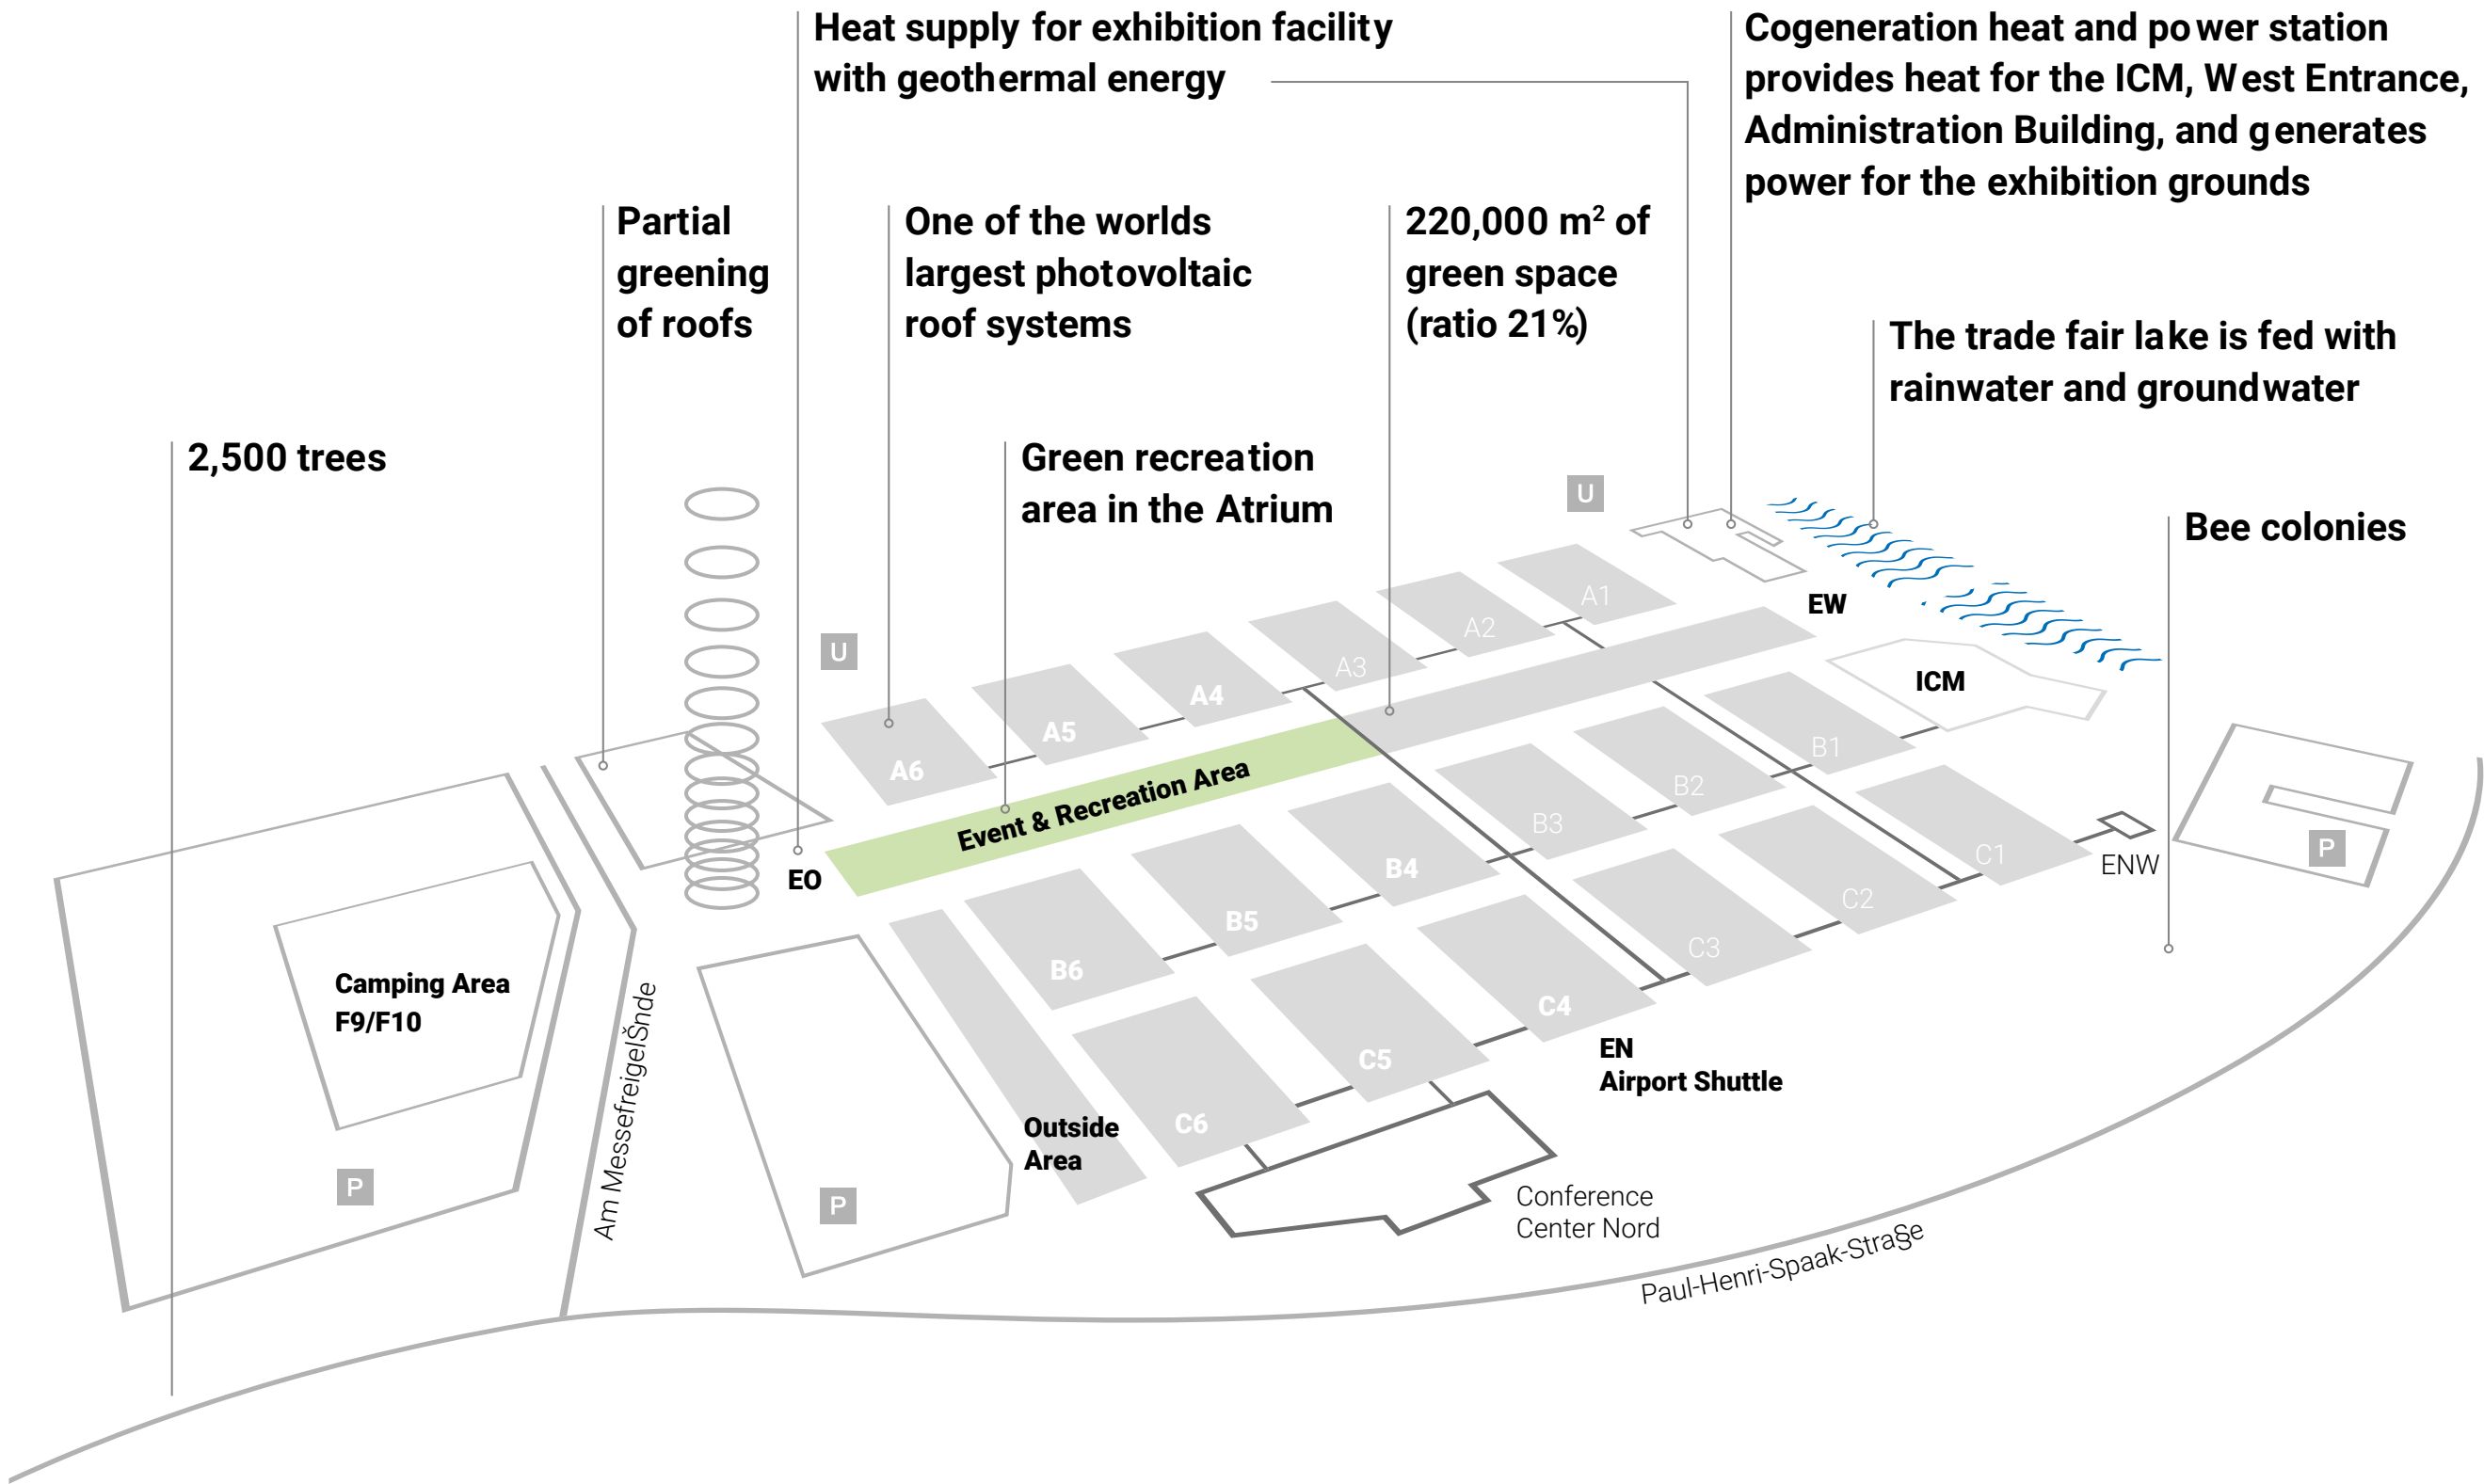 Heat supply for exhibition facility
with geothermal energy
Cogeneration heat and power station
provides heat for the ICM, West Entrance,
Administration Building, and generates
power for the exhibition grounds
Partial
greening
of roofs
One of the worlds
largest photovoltaic
roof systems
220,000 m² of
green space
(ratio 21%)
The trade fair lake is fed with
rainwater and groundwater
2,500 trees
Green recreation
area in the Atrium
Bee colonies
U
U
A1
A2
A3
A4
A5
A6
EW
ICM
Event & Recreation Area
EO
B1
B2
B3
B4
B5
B6
C1
C2
C3
C4
C5
C6
ENW
P
Camping Area
F9/F10
P
Am MessefreigelŠnde
P
Outside
Area
EN
Airport Shuttle
Conference
Center Nord
Paul-Henri-Spaak-Stra§e